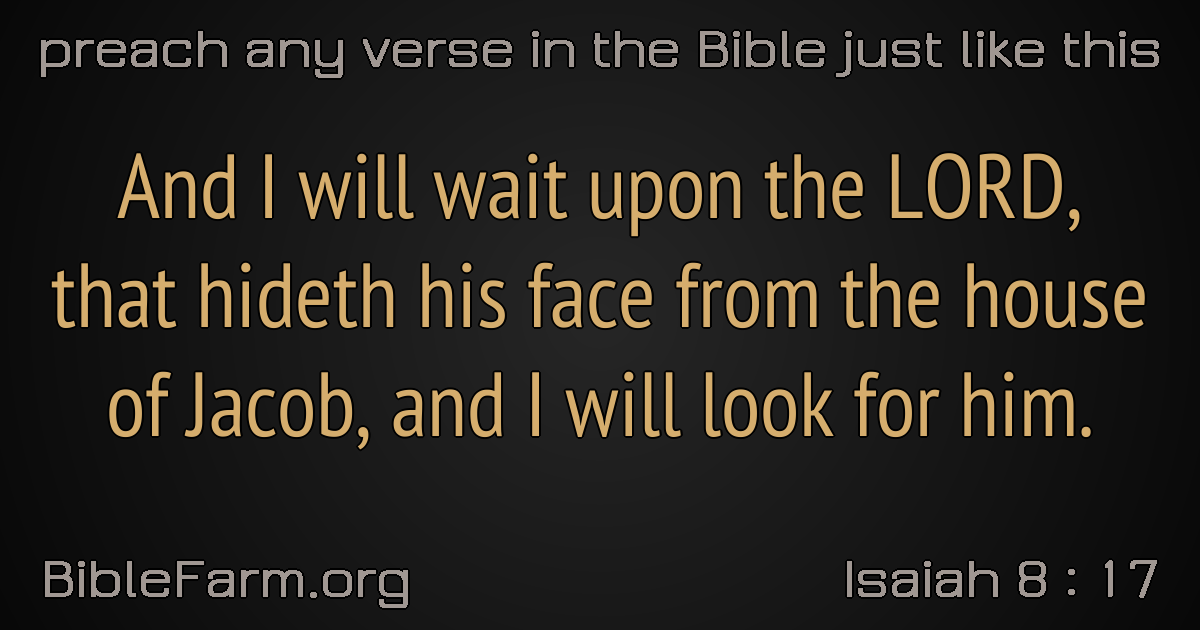 preach any verse in the Bible just like this
And I will wait upon the LORD,
that hideth his face from the house
of Jacob, and I will look for him.
BibleFarm.org
Isaiah 8 : 17